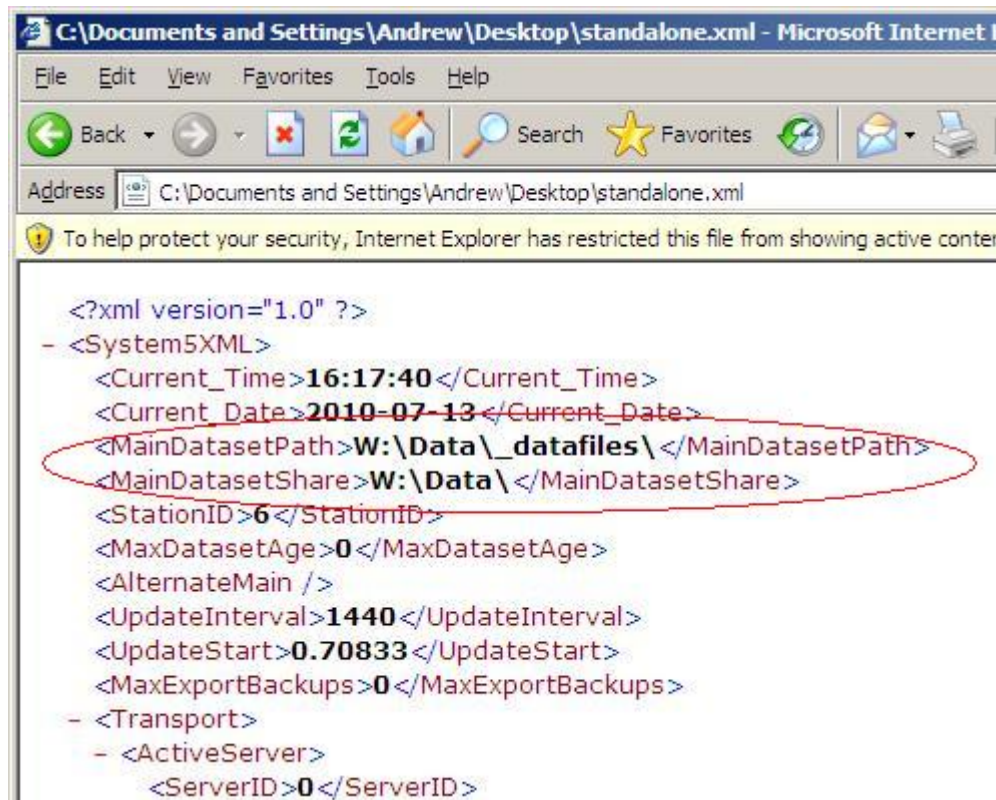 C:\Documents and Settings\Andrew\Desktop\standalone.xml - Microsoft Internet
File Edit View Favorites Tools Help
Back Search Favorites
Address C:\Documents and Settings\Andrew\Desktop\standalone.xml
To help protect your security, Internet Explorer has restricted this file from showing active conter
<?xml version="1.0" ?>
- <System5XML>
<Current_Time>16:17:40</Current_Time>
<Current_Date>2010-07-13</Current_Date>
<MainDatasetPath>W:\Data\_datafiles\</MainDatasetPath>
<MainDatasetShare>W:\Data\</MainDatasetShare>
<StationID>6</StationID>
<MaxDatasetAge>0</MaxDatasetAge>
<AlternateMain />
<UpdateInterval>1440</UpdateInterval>
<UpdateStart>0.70833</UpdateStart>
<MaxExportBackups>0</MaxExportBackups>
- <Transport>
- <ActiveServer>
<ServerID>0</ServerID>